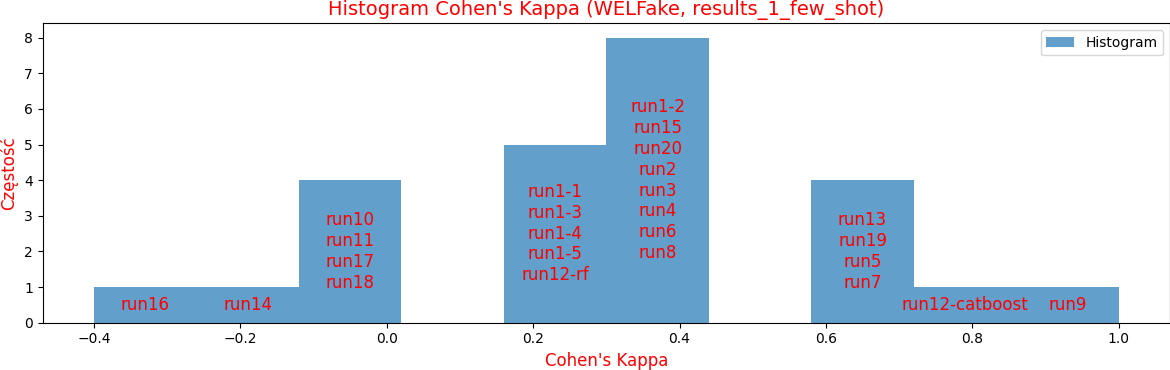 Histogram Cohen's Kappa (WELFake, results_1_few_shot)
Histogram
Częstość
8
7
6
5
4
3
2
1
0
run16
run14
run10
run11
run17
run18
run1-1
run1-3
run1-4
run1-5
run12-rf
run1-2
run15
run20
run2
run3
run4
run6
run8
run13
run19
run5
run7
run12-catboost
run9
−0.4 −0.2 0.0 0.2 0.4 0.6 0.8 1.0
Cohen's Kappa